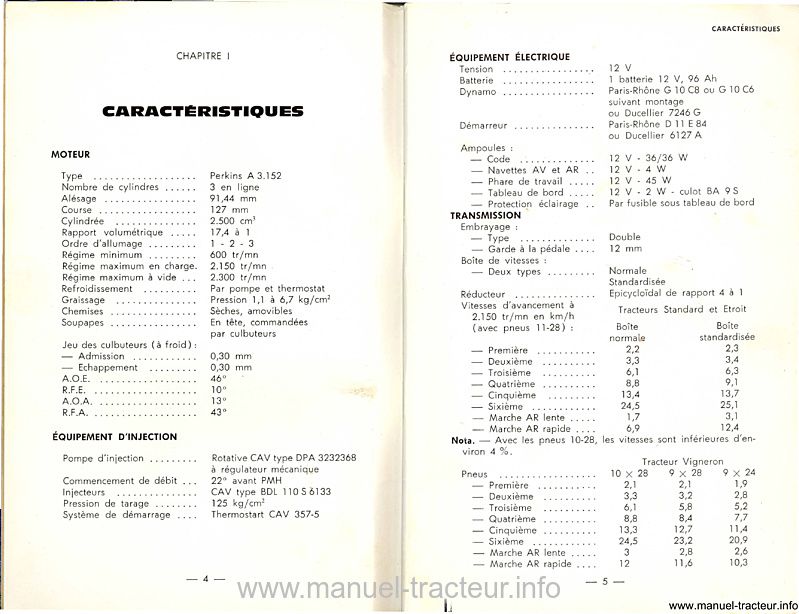 CHAPITRE I
CARACTÉRISTIQUES
MOTEUR
Type .................. Perkins A 3.152
Nombre de cylindres ...... 3 en ligne
Alésage .................. 91,44 mm
Course .................. 127 mm
Cylindrée .............. 2.500 cm³
Rapport volumétrique ..... 17,4 à 1
Ordre d'allumage ......... 1 - 2 - 3
Régime minimum ......... 600 tr/mn
Régime maximum en charge. 2.150 tr/mn
Régime maximum à vide ... 2.300 tr/mn
Refroidissement .......... Par pompe et thermostat
Graissage .............. Pression 1,1 à 6,7 kg/cm²
Chemises ............... Sèches, amovibles
Soupapes ............... En tête, commandées
par culbuteurs
Jeu des culbuteurs (à froid) :
— Admission ............ 0,30 mm
— Echappement .......... 0,30 mm
A.O.E. .................. 46°
R.F.E. .................. 10°
A.O.A. .................. 13°
R.F.A. .................. 43°
ÉQUIPEMENT D'INJECTION
Pompe d'injection ......... Rotative CAV type DPA 3232368
à régulateur mécanique
Commencement de débit ... 22° avant PMH
Injecteurs .............. CAV type BDL 110 S 6133
Pression de tarage ........ 125 kg/cm²
Système de démarrage .... Thermostart CAV 357-5
— 4 —
CARACTÉRISTIQUES
ÉQUIPEMENT ÉLECTRIQUE
Tension ................ 12 V
Batterie ................ 1 batterie 12 V, 96 Ah
Dynamo ................ Paris-Rhône G 10 C8 ou G 10 C6
suivant montage
ou Ducellier 7246 G
Démarreur .............. Paris-Rhône D 11 E 84
ou Ducellier 6127 A
Ampoules :
— Code .............. 12 V - 36/36 W
— Navettes AV et AR .. 12 V - 4 W
— Phare de travail ..... 12 V - 45 W
— Tableau de bord ..... 12 V - 2 W - culot BA 9 S
— Protection éclairage .. Par fusible sous tableau de bord
TRANSMISSION
Embrayage :
— Type .............. Double
— Garde à la pédale .... 12 mm
Boîte de vitesses :
— Deux types ......... Normale
Standardisée
Réducteur .............. Epicycloïdal de rapport 4 à 1
Vitesses d'avancement à Tracteurs Standard et Etroit
2.150 tr/mn en km/h
(avec pneus 11-28) : Boîte Boîte
normale standardisée
— Première .......... 2,2 2,3
— Deuxième .......... 3,3 3,4
— Troisième .......... 6,1 6,3
— Quatrième .......... 8,8 9,1
— Cinquième .......... 13,4 13,7
— Sixième ............ 24,5 25,1
— Marche AR lente ..... 1,7 3,1
— Marche AR rapide .... 6,9 12,4
Nota. — Avec les pneus 10-28, les vitesses sont inférieures d'en-
viron 4 %.
Tracteur Vigneron
Pneus .................. 10 × 28 9 × 28 9 × 24
— Première .......... 2,1 2,1 1,9
— Deuxième .......... 3,3 3,2 2,8
— Troisième .......... 6,1 5,8 5,2
— Quatrième .......... 8,8 8,4 7,7
— Cinquième .......... 13,3 12,7 11,4
— Sixième ............ 24,5 23,2 20,9
— Marche AR lente ..... 3 2,8 2,6
— Marche AR rapide .... 12 11,6 10,3
— 5 —
www.manuel-tracteur.info
www.manuel-tracteur.info